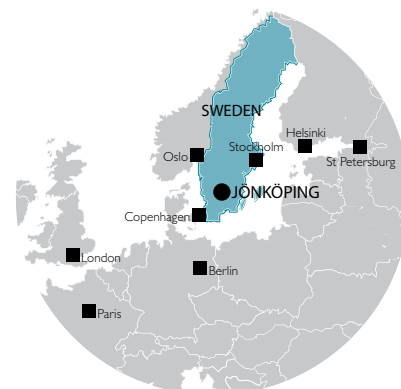 SWEDEN
Helsinki
Stockholm
Oslo
St Petersburg
JÖNKÖPING
Copenhagen
London
Berlin
Paris